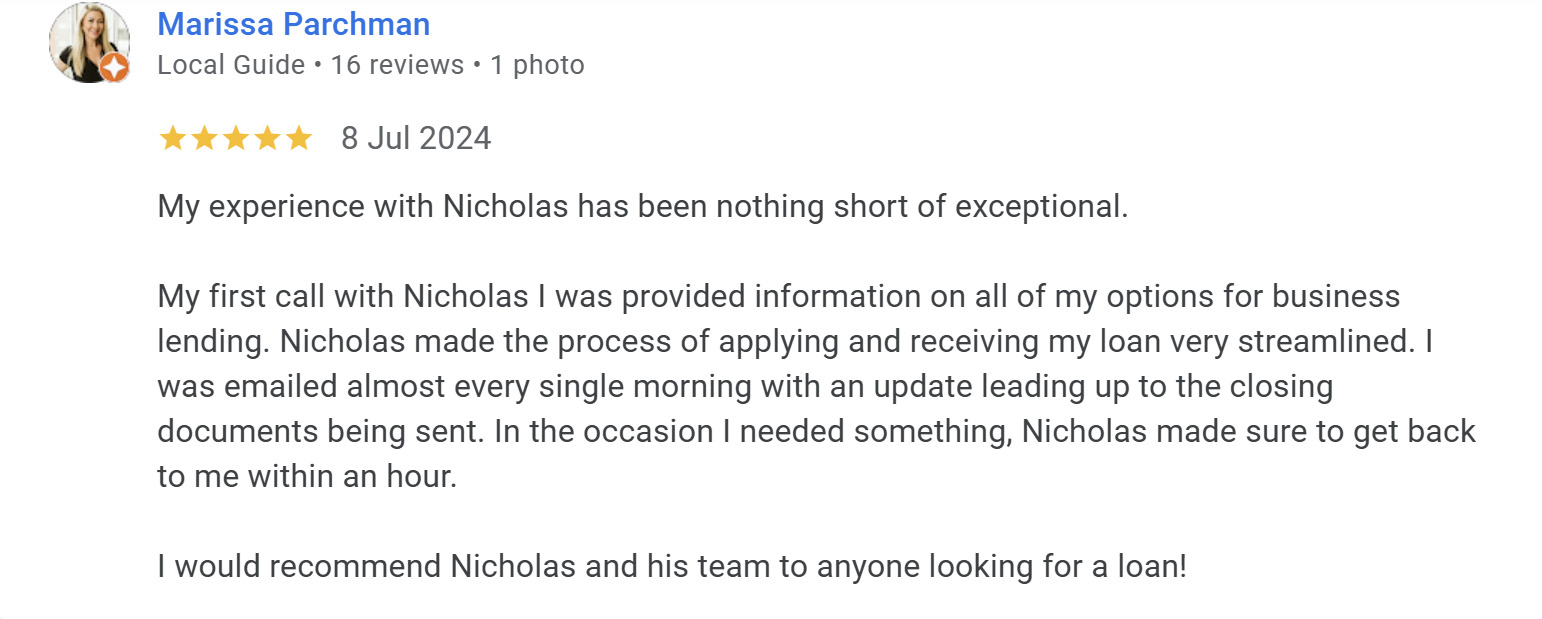 Marissa Parchman
Local Guide • 16 reviews • 1 photo
8 Jul 2024
My experience with Nicholas has been nothing short of exceptional.
My first call with Nicholas I was provided information on all of my options for business
lending. Nicholas made the process of applying and receiving my loan very streamlined. I
was emailed almost every single morning with an update leading up to the closing
documents being sent. In the occasion I needed something, Nicholas made sure to get back
to me within an hour.
I would recommend Nicholas and his team to anyone looking for a loan!